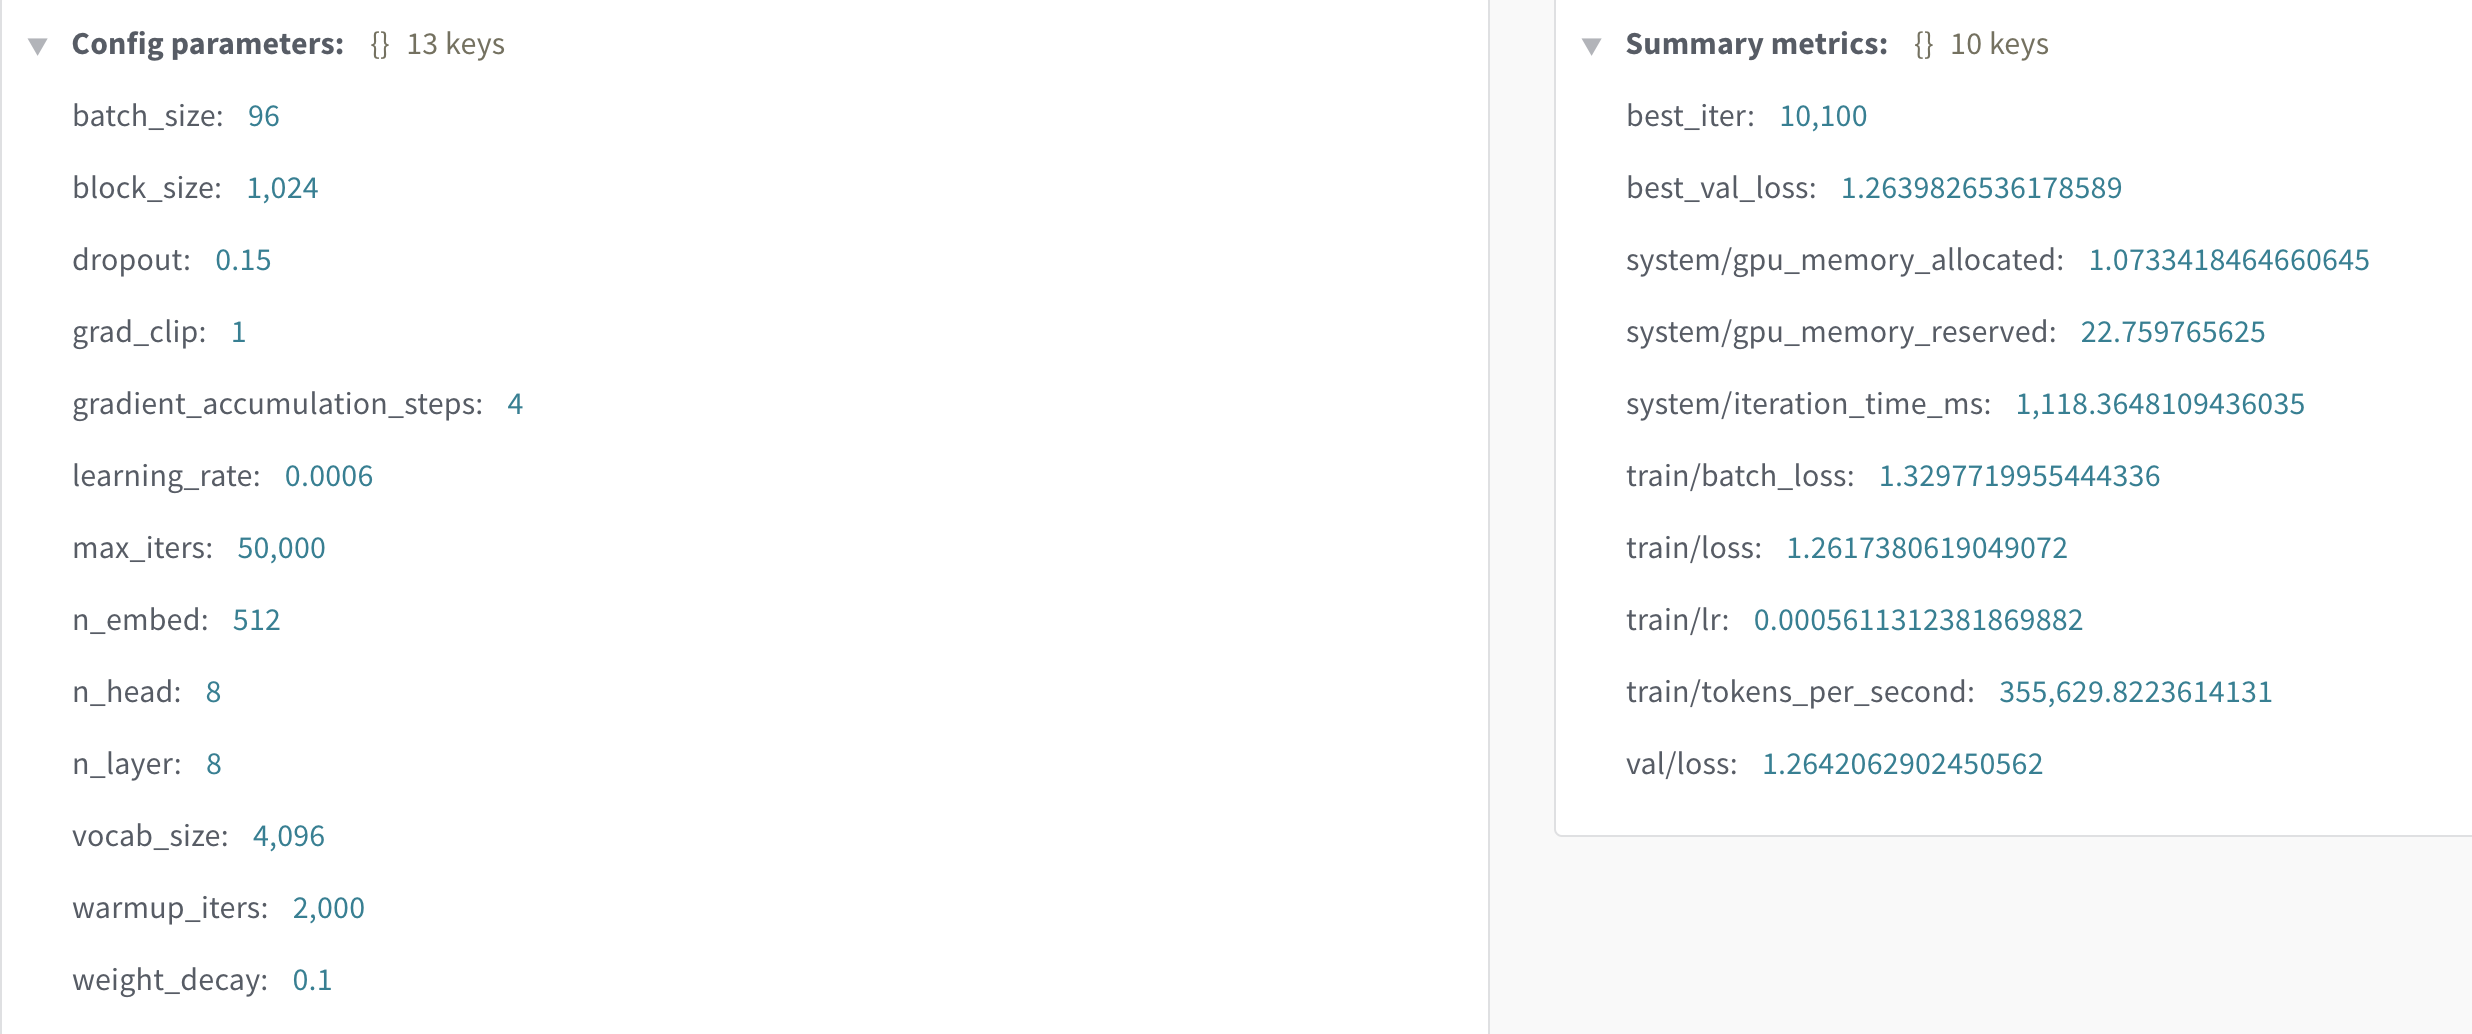 Config parameters: {} 13 keys
batch_size: 96
block_size: 1,024
dropout: 0.15
grad_clip: 1
gradient_accumulation_steps: 4
learning_rate: 0.0006
max_iters: 50,000
n_embed: 512
n_head: 8
n_layer: 8
vocab_size: 4,096
warmup_iters: 2,000
weight_decay: 0.1
Summary metrics: {} 10 keys
best_iter: 10,100
best_val_loss: 1.2639826536178589
system/gpu_memory_allocated: 1.0733418464660645
system/gpu_memory_reserved: 22.759765625
system/iteration_time_ms: 1,118.3648109436035
train/batch_loss: 1.3297719955444336
train/loss: 1.2617380619049072
train/lr: 0.0005611312381869882
train/tokens_per_second: 355,629.8223614131
val/loss: 1.2642062902450562